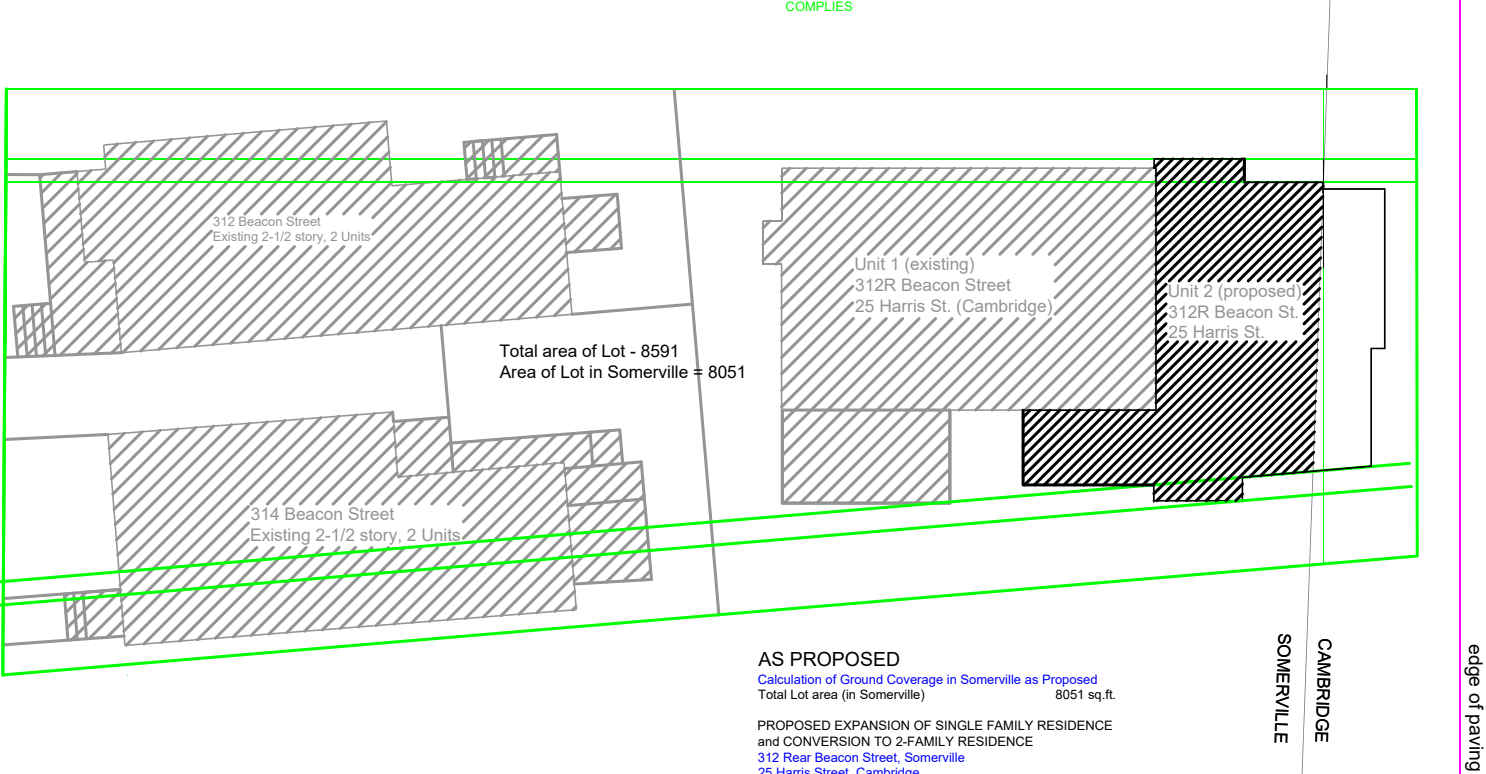 COMPLIES
312 Beacon Street
Existing 2-1/2 story, 2 Units
Unit 1 (existing)
312R Beacon Street
25 Harris St. (Cambridge)
Unit 2 (proposed)
312R Beacon St.
25 Harris St.
Total area of Lot - 8591
Area of Lot in Somerville = 8051
314 Beacon Street
Existing 2-1/2 story, 2 Units
AS PROPOSED
Calculation of Ground Coverage in Somerville as Proposed
Total Lot area (in Somerville) 8051 sq.ft.
PROPOSED EXPANSION OF SINGLE FAMILY RESIDENCE
and CONVERSION TO 2-FAMILY RESIDENCE
312 Rear Beacon Street, Somerville
25 Harris Street, Cambridge
SOMERVILLE
CAMBRIDGE
edge of paving